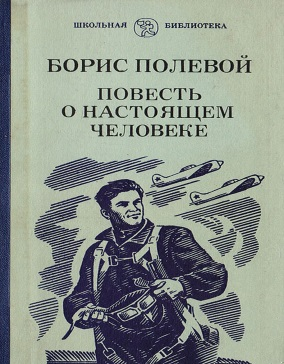 ШКОЛЬНАЯ БИБЛИОТЕКА
БОРИС ПОЛЕВОЙ
ПОВЕСТЬ
О НАСТОЯЩЕМ
ЧЕЛОВЕКЕ